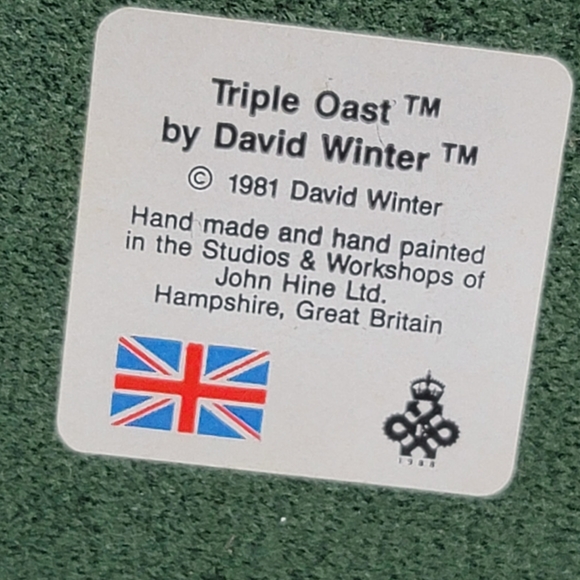 Triple Oast ™
by David Winter ™
© 1981 David Winter
Hand made and hand painted
in the Studios & Workshops of
John Hine Ltd.
Hampshire, Great Britain
1988